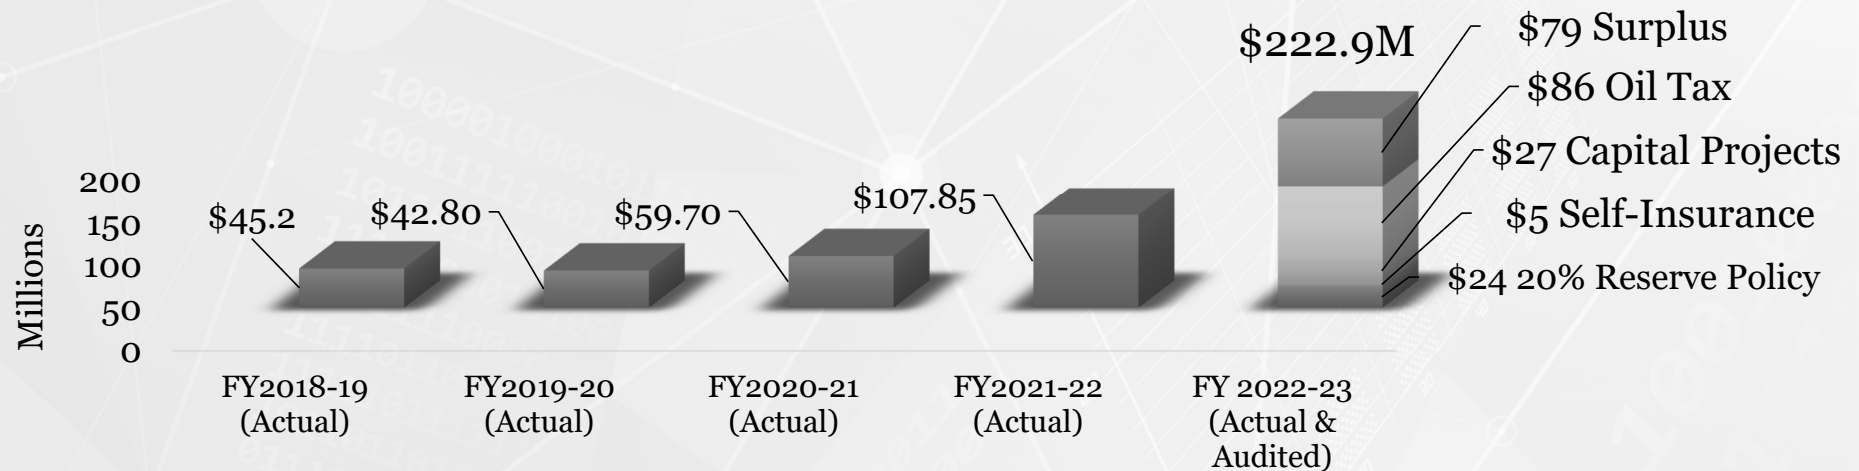 $222.9M
$79 Surplus
$86 Oil Tax
$27 Capital Projects
$5 Self-Insurance
$24 20% Reserve Policy
Millions
200
150
100
50
0
$45.2
$42.80
$59.70
$107.85
FY2018-19
(Actual)
FY2019-20
(Actual)
FY2020-21
(Actual)
FY2021-22
(Actual)
FY 2022-23
(Actual &
Audited)